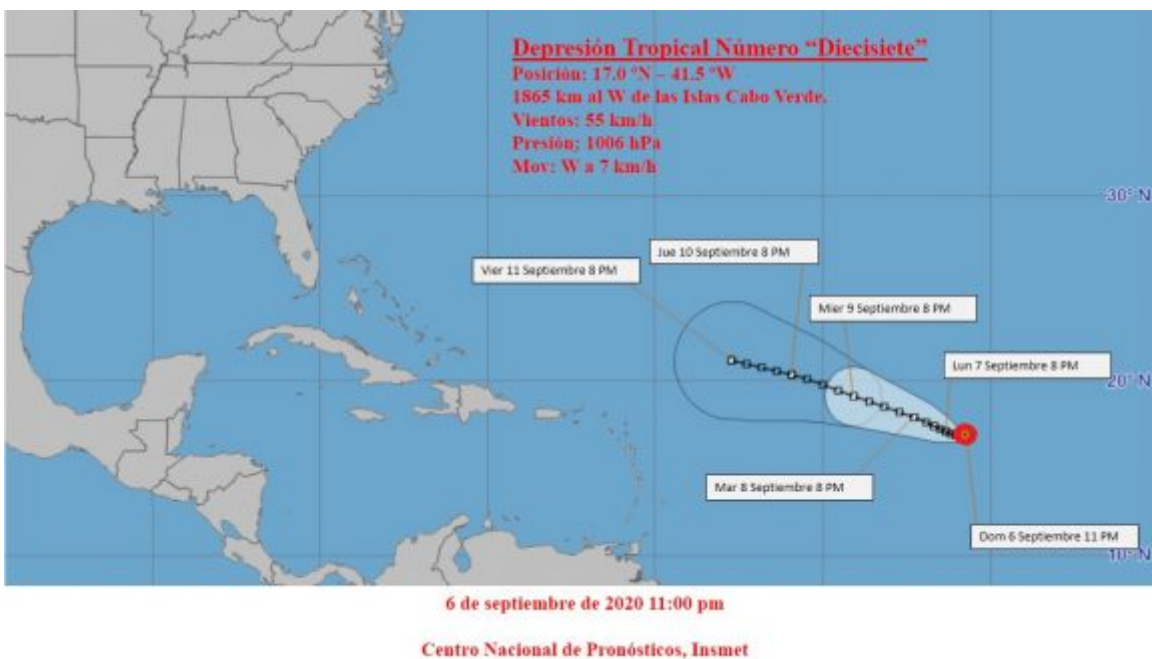 Depresión Tropical Número “Diecisiete”
Posición: 17.0 ºN – 41.5 ºW
1865 km al W de las Islas Cabo Verde.
Vientos: 55 km/h
Presión; 1006 hPa
Mov: W a 7 km/h
30° N
Jue 10 Septiembre 8 PM
Vier 11 Septiembre 8 PM
Mier 9 Septiembre 8 PM
Lun 7 Septiembre 8 PM
20° N
Mar 8 Septiembre 8 PM
Dom 6 Septiembre 11 PM
10° N
6 de septiembre de 2020 11:00 pm
Centro Nacional de Pronósticos, Insmet